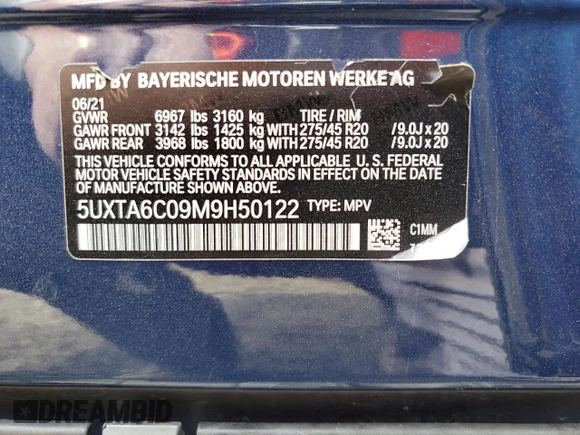 MFD BY BAYERISCHE MOTOREN WERKE AG
06/21
GVWR 6967 lbs 3160 kg TIRE / RIM
GAWR FRONT 3142 lbs 1425 kg WITH 275/45 R20 / 9.0J x 20
GAWR REAR 3968 lbs 1800 kg WITH 275/45 R20 / 9.0J x 20
THIS VEHICLE CONFORMS TO ALL APPLICABLE U. S. FEDERAL
MOTOR VEHICLE SAFETY STANDARDS IN EFFECT ON THE DATE
OF MANUFACTURE SHOWN ABOVE.
5UXTA6C09M9H50122 TYPE: MPV
C1MM
DREAMBID